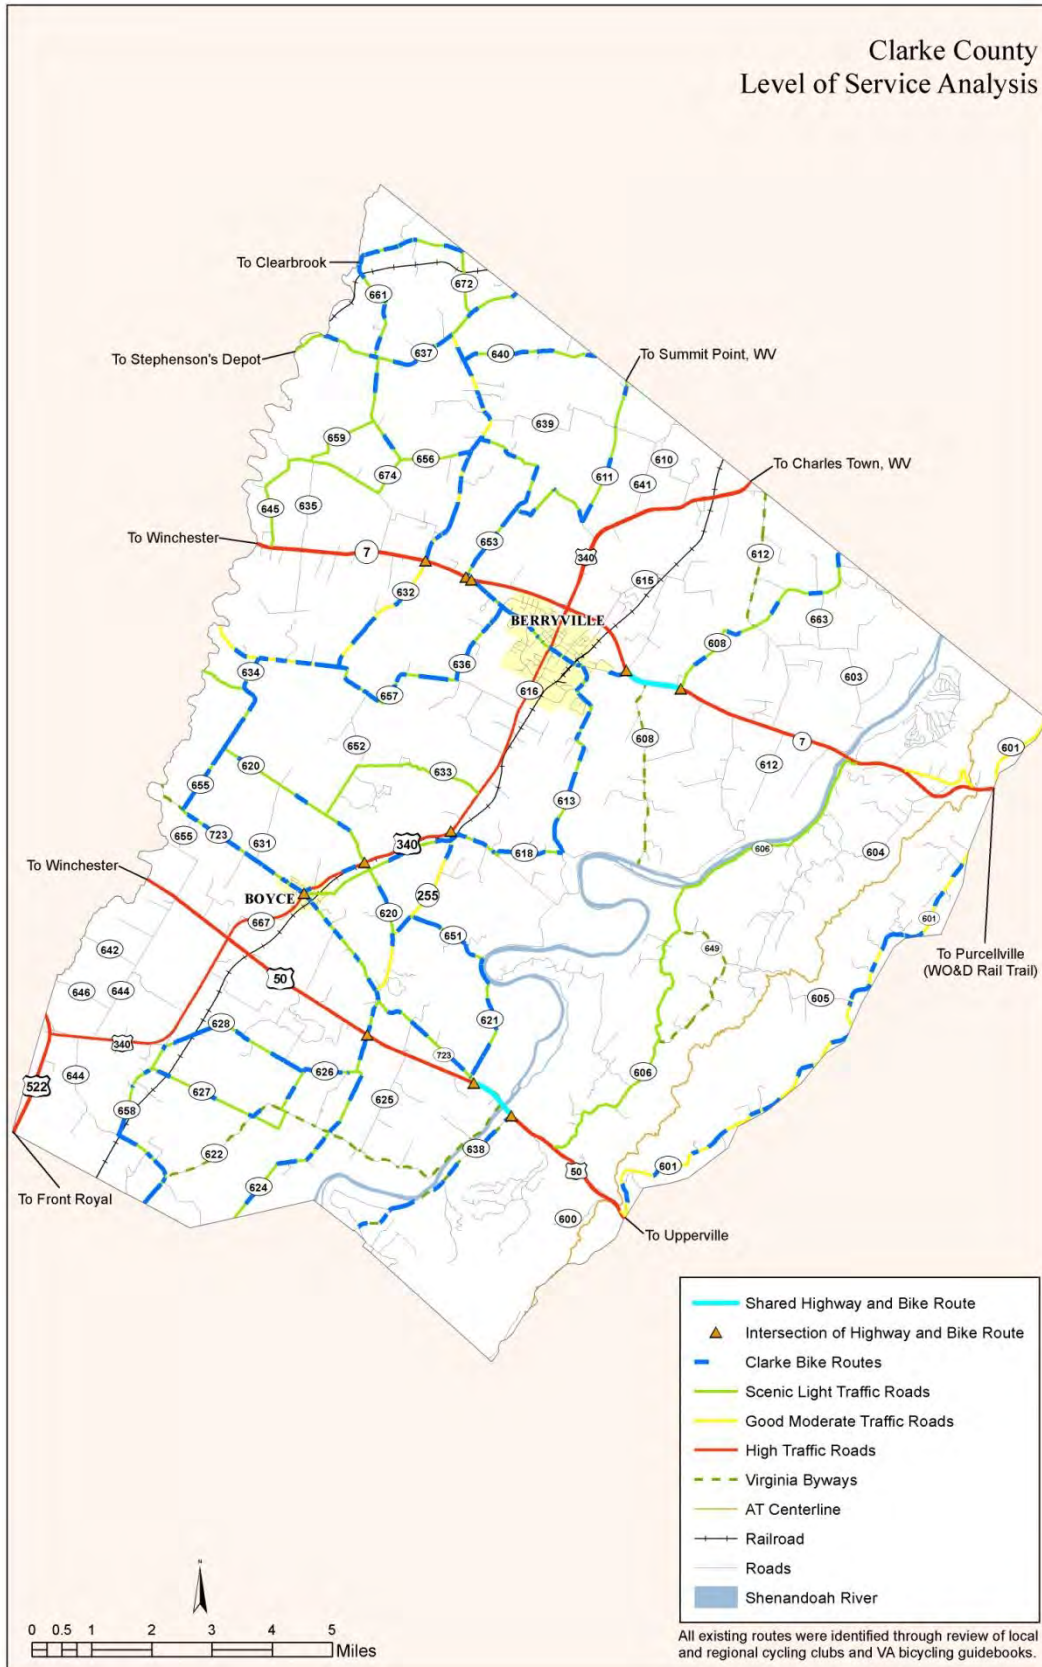 Clarke County
Level of Service Analysis
To Clearbrook
672
661
To Stephenson's Depot
637
640
To Summit Point, WV
639
659
656
610
To Charles Town, WV
674
611
641
645
635
To Winchester
7
653
340
612
632
615
BERRYVILLE
663
608
636
634
603
657
616
608
7
601
652
612
620
633
655
613
723
655
631
340
618
606
604
To Winchester
BOYCE
255
620
601
667
651
642
649
To Purcellville
(WO&D Rail Trail)
50
646
644
605
621
628
340
723
644
626
606
522
627
625
658
638
622
601
50
624
To Front Royal
600
To Upperville
Shared Highway and Bike Route
Intersection of Highway and Bike Route
Clarke Bike Routes
Scenic Light Traffic Roads
Good Moderate Traffic Roads
High Traffic Roads
Virginia Byways
AT Centerline
Railroad
Roads
Shenandoah River
N
0 0.5 1 2 3 4 5
Miles
All existing routes were identified through review of local
and regional cycling clubs and VA bicycling guidebooks.